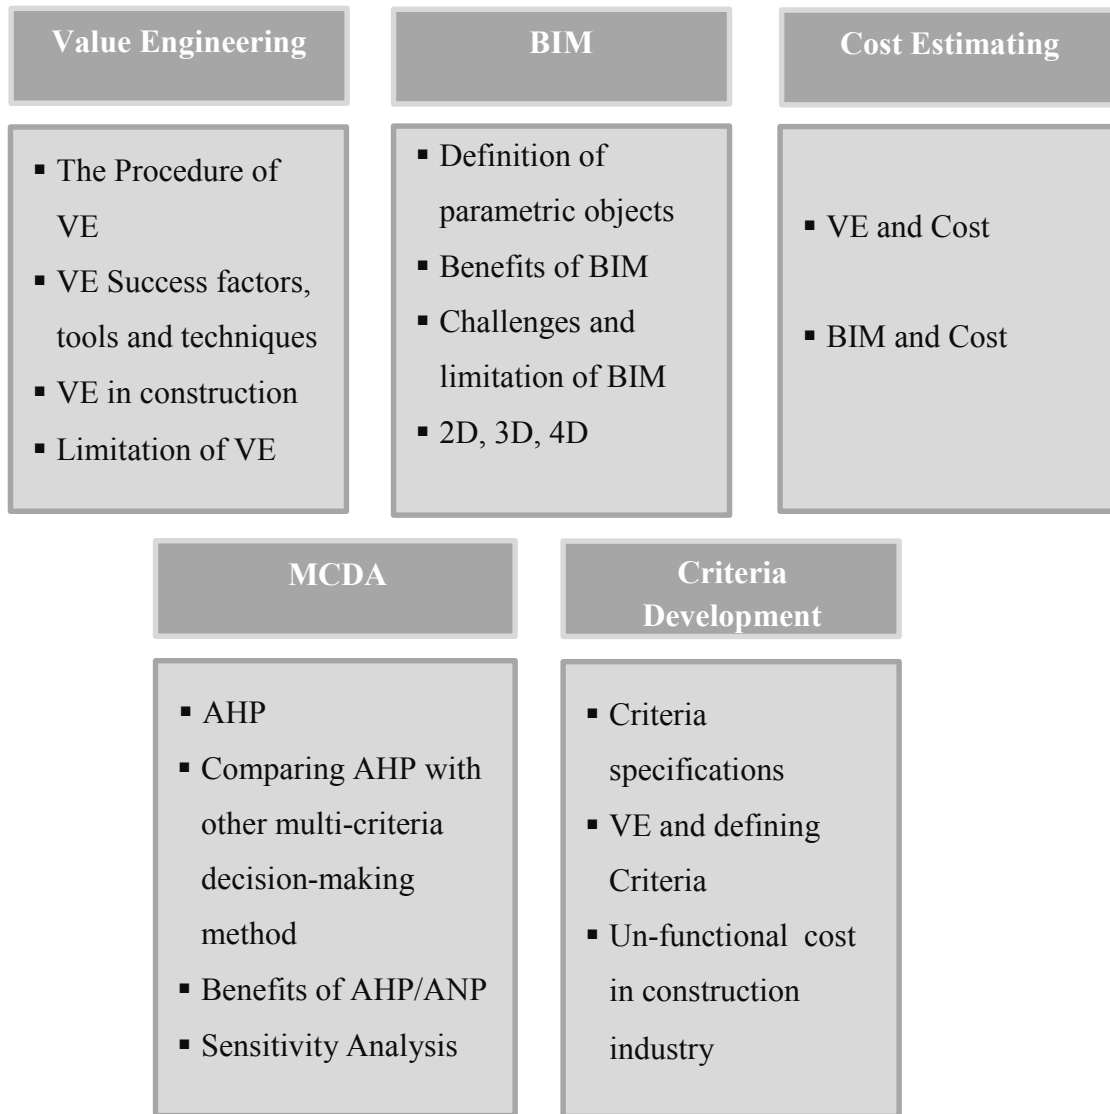 Value Engineering
▪ The Procedure of
VE
▪ VE Success factors,
tools and techniques
▪ VE in construction
▪ Limitation of VE
BIM
▪ Definition of
parametric objects
▪ Benefits of BIM
▪ Challenges and
limitation of BIM
▪ 2D, 3D, 4D
Cost Estimating
▪ VE and Cost
▪ BIM and Cost
MCDA
▪ AHP
▪ Comparing AHP with
other multi-criteria
decision-making
method
▪ Benefits of AHP/ANP
▪ Sensitivity Analysis
Criteria
Development
▪ Criteria
specifications
▪ VE and defining
Criteria
▪ Un-functional cost
in construction
industry